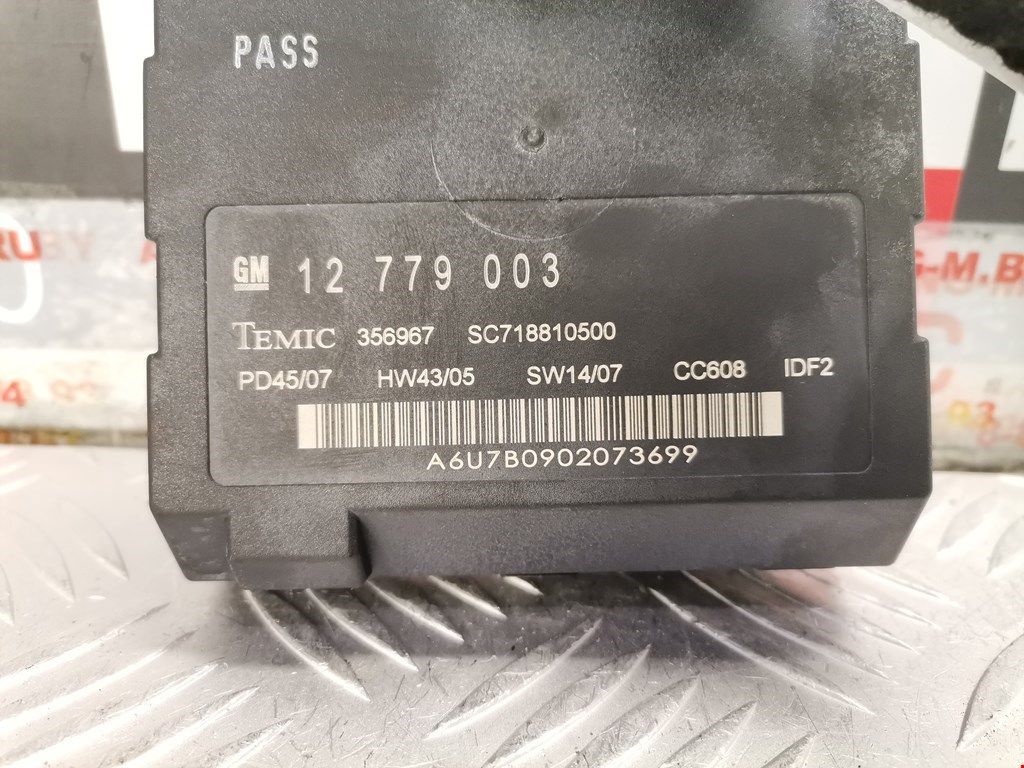 PASS
GM 12 779 003
TEMIC 356967 SC718810500
PD45/07 HW43/05 SW14/07 CC608 IDF2
A6U7B0902073699